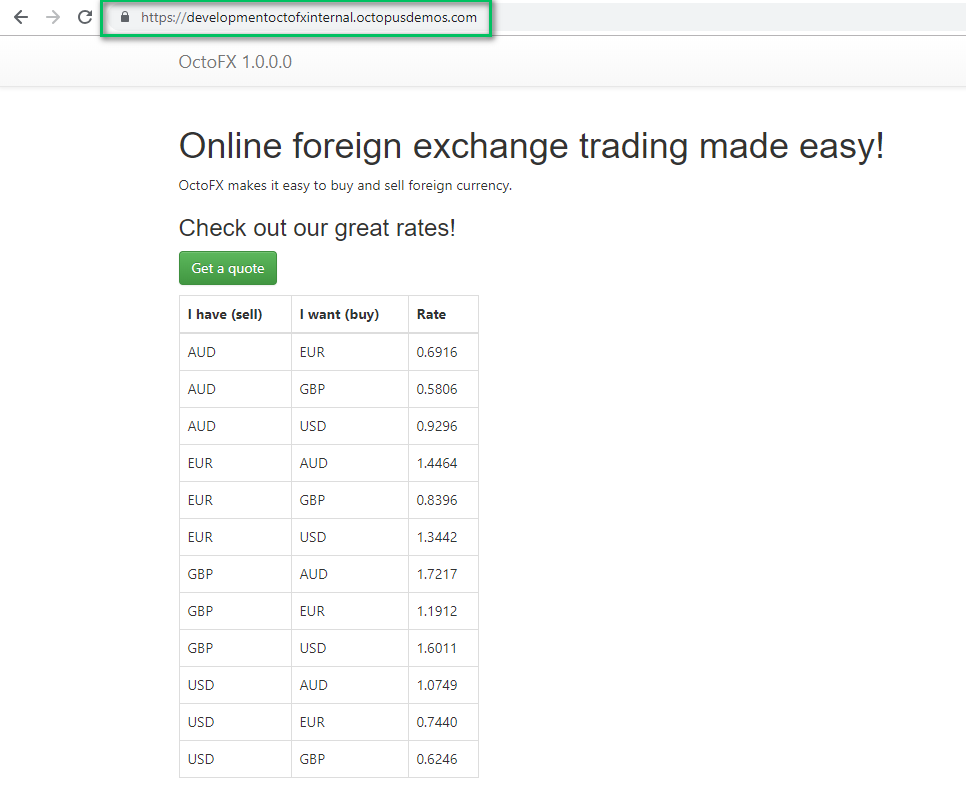 https://developmentoctofxinternal.octopusdemos.com
OctoFX 1.0.0.0
Online foreign exchange trading made easy!
OctoFX makes it easy to buy and sell foreign currency.
Check out our great rates!
Get a quote
I have (sell) I want (buy) Rate
AUD EUR 0.6916
AUD GBP 0.5806
AUD USD 0.9296
EUR AUD 1.4464
EUR GBP 0.8396
EUR USD 1.3442
GBP AUD 1.7217
GBP EUR 1.1912
GBP USD 1.6011
USD AUD 1.0749
USD EUR 0.7440
USD GBP 0.6246